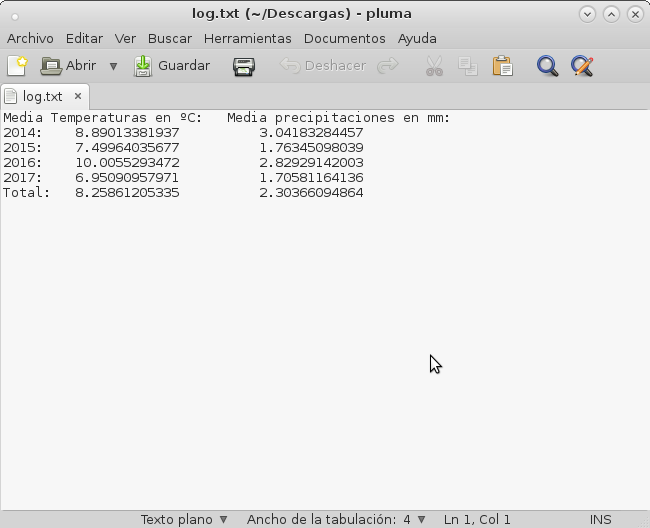 log.txt (~/Descargas) - pluma
Archivo Editar Ver Buscar Herramientas Documentos Ayuda
Abrir Guardar Deshacer
log.txt
Media Temperaturas en ºC: Media precipitaciones en mm:
2014: 8.89013381937 3.04183284457
2015: 7.49964035677 1.76345098039
2016: 10.0055293472 2.82929142003
2017: 6.95090957971 1.70581164136
Total: 8.25861205335 2.30366094864
Texto plano Ancho de la tabulación: 4 Ln 1, Col 1 INS